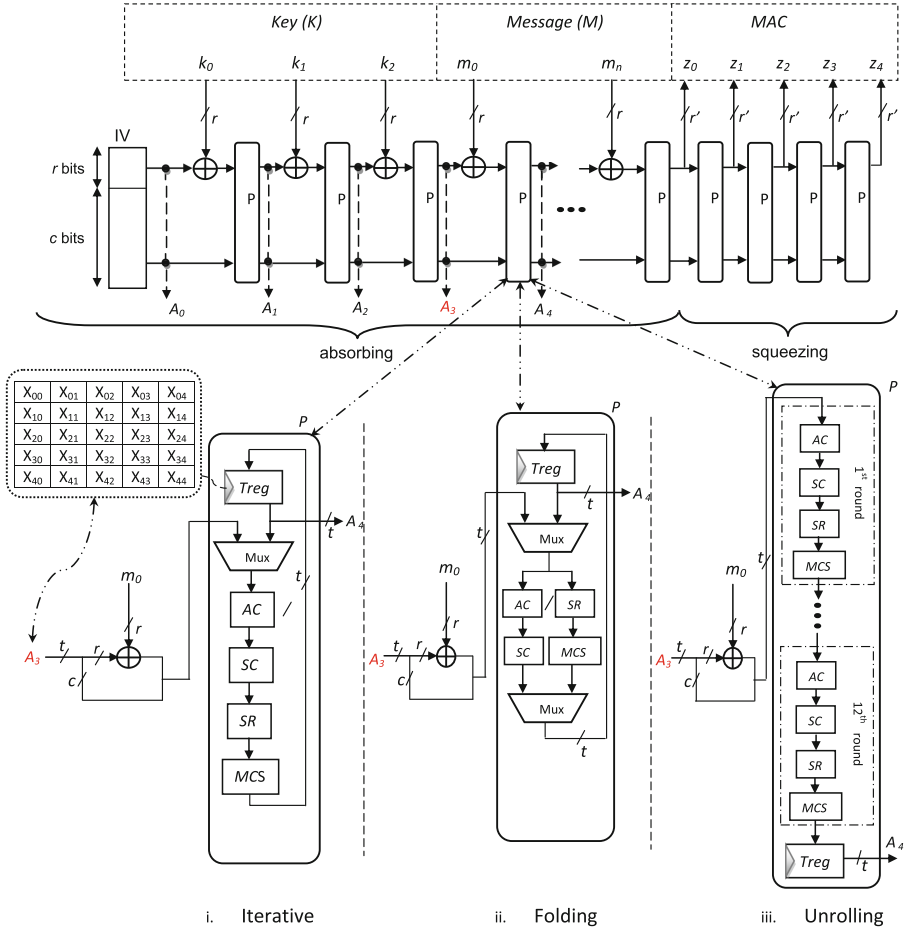 Key (K) Message (M) MAC
k0 k1 k2 m0 mn z0 z1 z2 z3 z4
r r r r r r' r' r' r' r'
IV
r bits
P P P P P P P P P P
c bits
A0 A1 A2 A3 A4
absorbing squeezing
X00 X01 X02 X03 X04
X10 X11 X12 X13 X14
X20 X21 X22 X23 X24
X30 X31 X32 X33 X34
X40 X41 X42 X43 X44
P
Treg
t A4
Mux
t
m0
r
AC
A3 t r
c
SC
SR
MCS
P
Treg
t A4
t
Mux
m0
r
AC SR
A3 t r
c
SC MCS
Mux
t
P
AC
SC
SR
MCS
1st round
t
m0
r
A3 t r
c
AC
SC
SR
MCS
12th round
Treg
t A4
i. Iterative
ii. Folding
iii. Unrolling